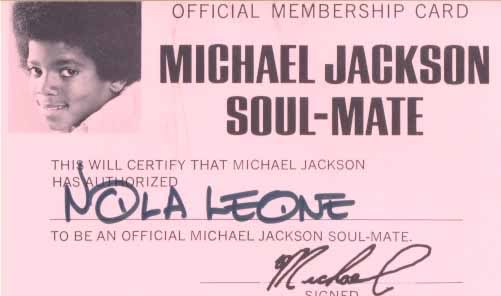 OFFICIAL MEMBERSHIP CARD
MICHAEL JACKSON
SOUL-MATE
THIS WILL CERTIFY THAT MICHAEL JACKSON
HAS AUTHORIZED
NOLA LEONE
TO BE AN OFFICIAL MICHAEL JACKSON SOUL-MATE.
Michael
SIGNED